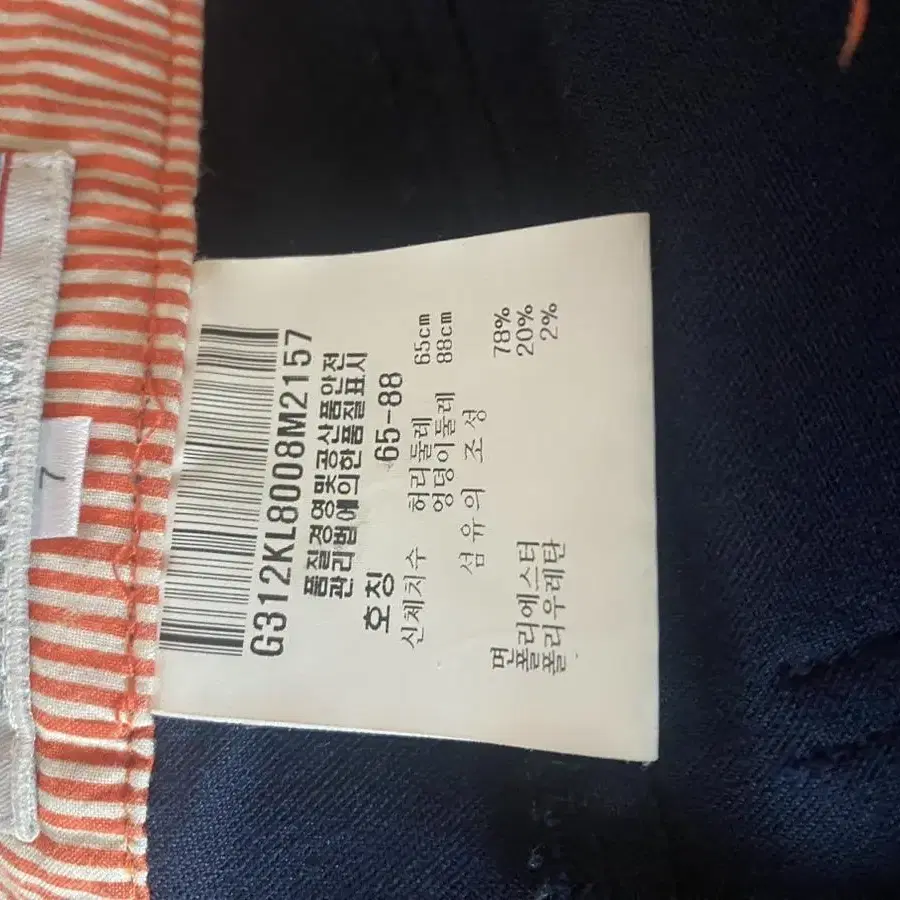 7
G312KL8008M2157
품질경영및공산품안전
관리법에의한품질표시
호칭 65-88
신체치수 허리둘레 65cm
엉덩이둘레 88cm
섬유의 조성
면 78%
폴리에스터 20%
폴리우레탄 2%